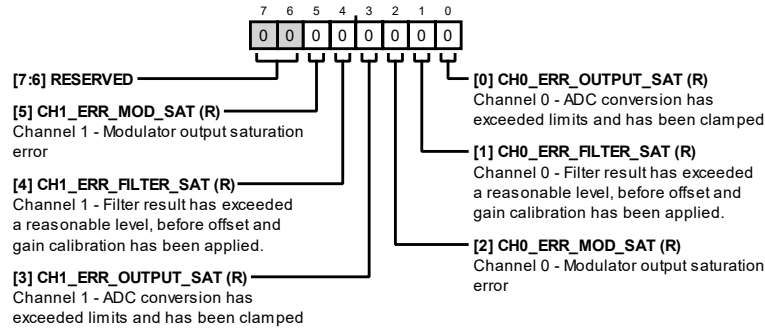 7 6 5 4 3 2 1 0
0 0 0 0 0 0 0 0
[7:6] RESERVED
[5] CH1_ERR_MOD_SAT (R)
Channel 1 - Modulator output saturation
error
[4] CH1_ERR_FILTER_SAT (R)
Channel 1 - Filter result has exceeded
a reasonable level, before offset and
gain calibration has been applied.
[3] CH1_ERR_OUTPUT_SAT (R)
Channel 1 - ADC conversion has
exceeded limits and has been clamped
[0] CH0_ERR_OUTPUT_SAT (R)
Channel 0 - ADC conversion has
exceeded limits and has been clamped
[1] CH0_ERR_FILTER_SAT (R)
Channel 0 - Filter result has exceeded
a reasonable level, before offset and
gain calibration has been applied.
[2] CH0_ERR_MOD_SAT (R)
Channel 0 - Modulator output saturation
error